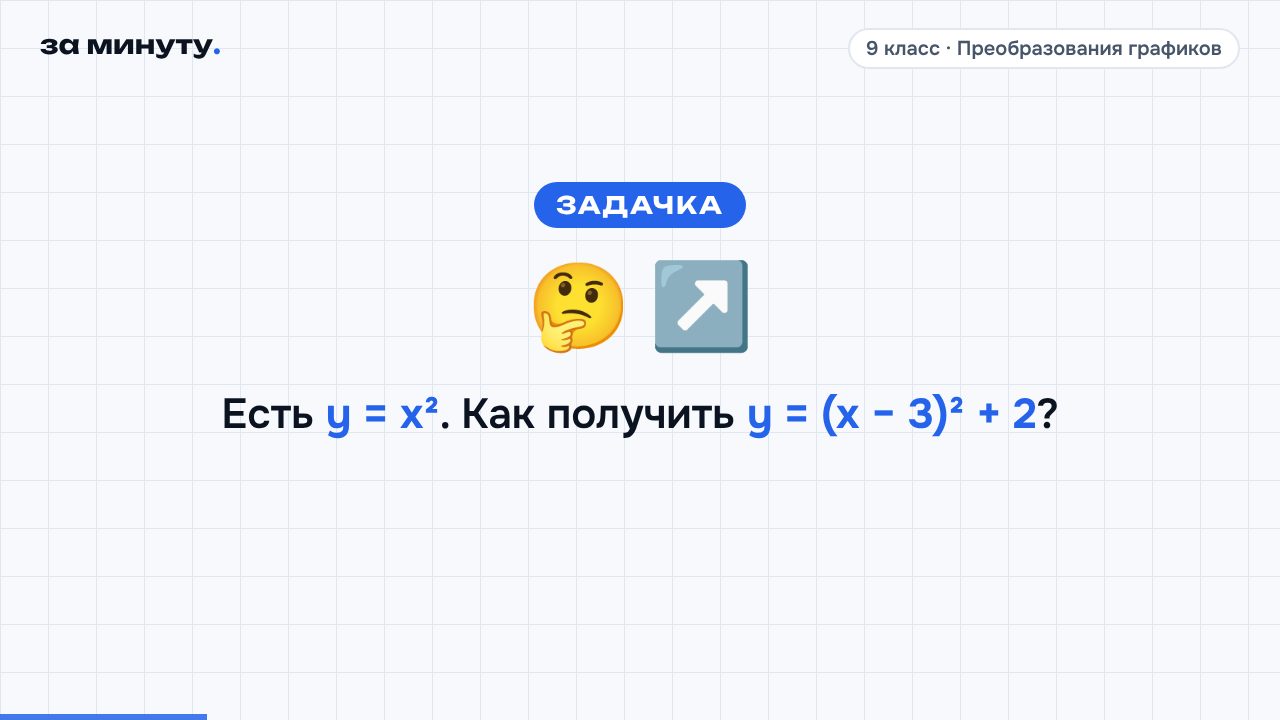 за минуту.
9 класс · Преобразования графиков
ЗАДАЧКА
Есть y = x². Как получить y = (x − 3)² + 2?